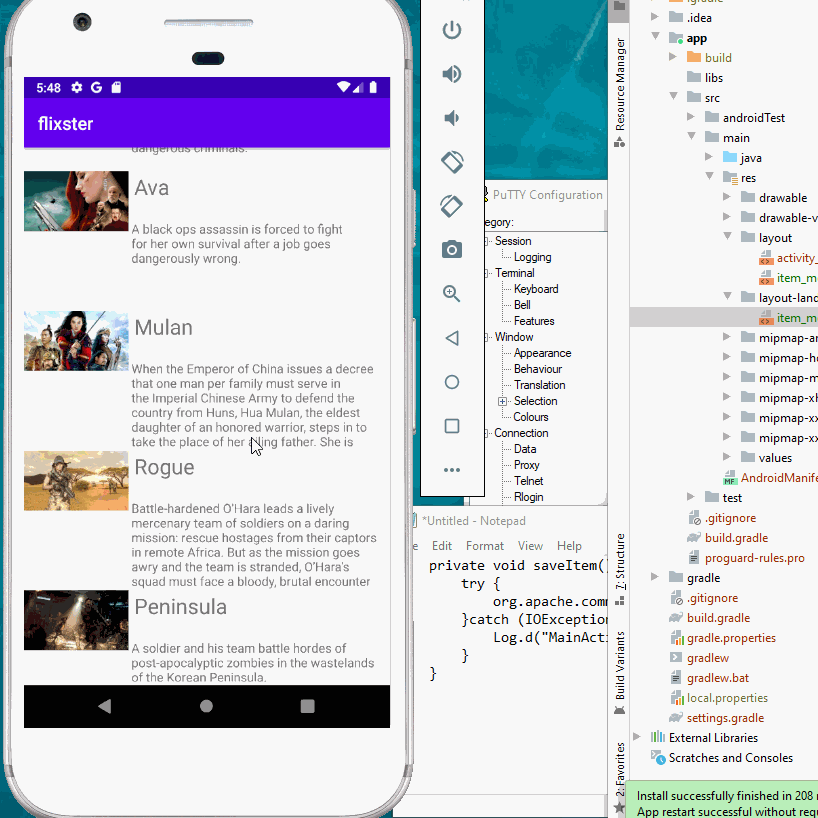 5:48
flixster
dangerous criminals.
Ava
A black ops assassin is forced to fight
for her own survival after a job goes
dangerously wrong.
Mulan
When the Emperor of China issues a decree
that one man per family must serve in
the Imperial Chinese Army to defend the
country from Huns, Hua Mulan, the eldest
daughter of an honored warrior, steps in to
take the place of her ailing father. She is
Rogue
Battle-hardened O'Hara leads a lively
mercenary team of soldiers on a daring
mission: rescue hostages from their captors
in remote Africa. But as the mission goes
awry and the team is stranded, O'Hara's
squad must face a bloody, brutal encounter
Peninsula
A soldier and his team battle hordes of
post-apocalyptic zombies in the wastelands
of the Korean Peninsula.
PuTTY Configuration
egory:
Session
Logging
Terminal
Keyboard
Bell
Features
Window
Appearance
Behaviour
Translation
Selection
Colours
Connection
Data
Proxy
Telnet
Rlogin
*Untitled - Notepad
e Edit Format View Help
private void saveItem()
try {
org.apache.com
}catch (IOException
Log.d("MainActi
}
}
Resource Manager
7: Structure
Build Variants
2: Favorites
.idea
app
build
libs
src
androidTest
main
java
res
drawable
drawable-v
layout
activity_
item_m
layout-land
item_m
mipmap-an
mipmap-h
mipmap-m
mipmap-xh
mipmap-xx
mipmap-xx
values
AndroidManife
test
.gitignore
build.gradle
proguard-rules.pro
gradle
.gitignore
build.gradle
gradle.properties
gradlew
gradlew.bat
local.properties
settings.gradle
External Libraries
Scratches and Consoles
Install successfully finished in 208 m
App restart successful without requ